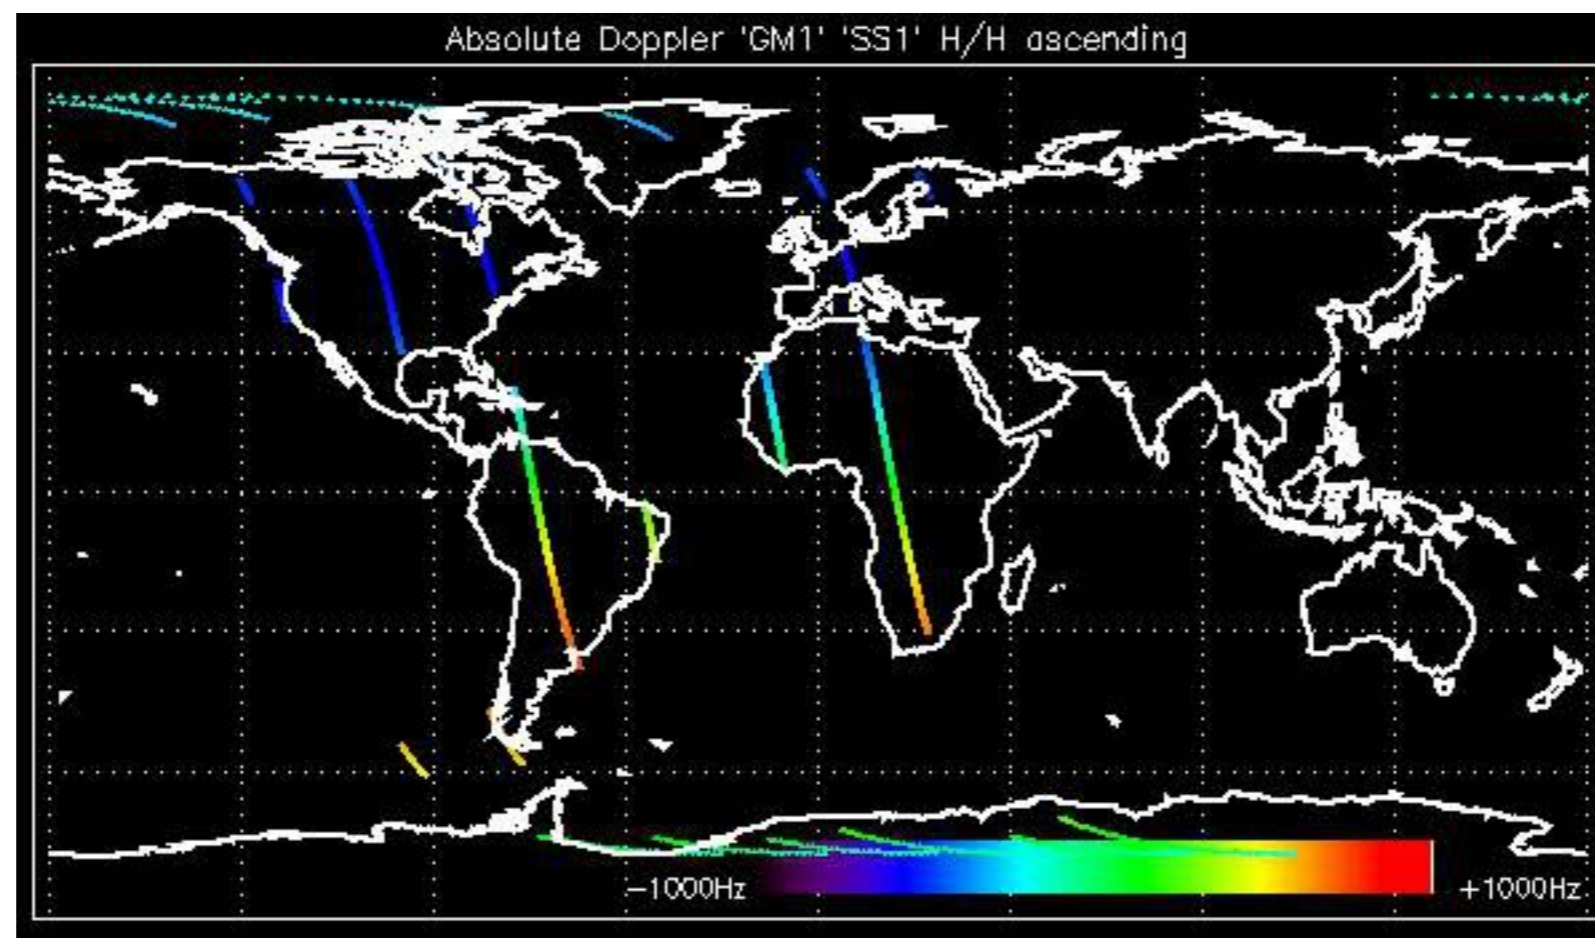 Absolute Doppler 'GM1' 'SS1' H/H ascending
−1000Hz
+1000Hz